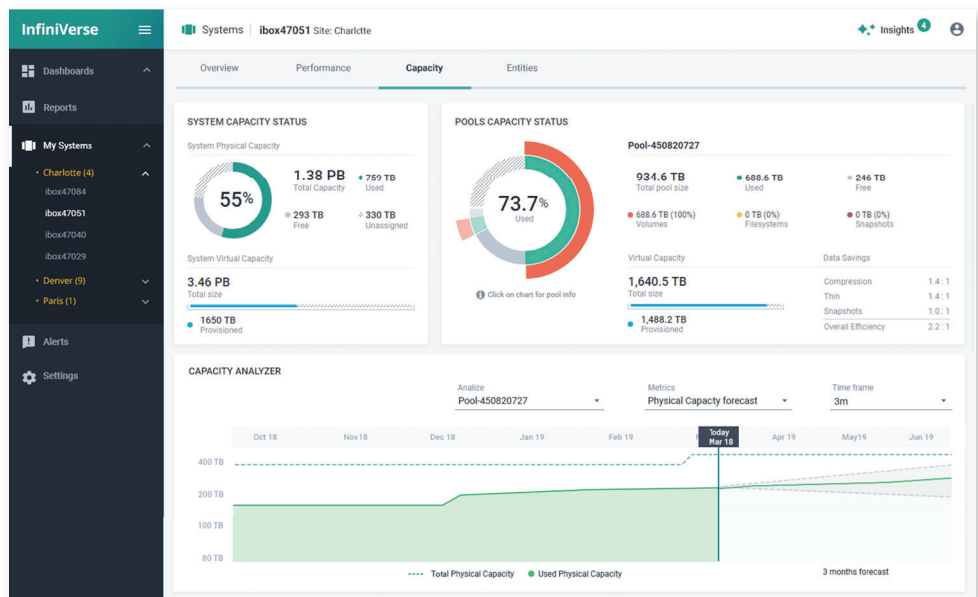 InfiniVerse
Systems ibox47051 Site: Charlctte
Insights 4
Dashboards
Reports
My Systems
Charlotte (4)
ibox47084
ibox47051
ibox47040
ibox47029
Denver (9)
Paris (1)
Alerts
Settings
Overview Performance Capacity Entities
SYSTEM CAPACITY STATUS
System Physical Capacity
55%
1.38 PB
Total Capacity
759 TB
Used
293 TB
Free
330 TB
Unassigned
System Virtual Capacity
3.46 PB
Total size
1650 TB
Provisioned
POOLS CAPACITY STATUS
73.7%
Used
Click on chart for pool info
Pool-450820727
934.6 TB
Total pool size
688.6 TB
Used
246 TB
Free
688.6 TB (100%)
Volumes
0 TB (0%)
Filesystems
0 TB (0%)
Snapshots
Virtual Capacity
1,640.5 TB
Total size
1,488.2 TB
Provisioned
Data Savings
Compression 1.4 : 1
Thin 1.4 : 1
Snapshots 1.0 : 1
Overall Efficiency 2.2 : 1
CAPACITY ANALYZER
Analize
Pool-450820727
Metrics
Physical Capacty forecast
Time frame
3m
Oct 18 Nov18 Dec 18 Jan 19 Feb 19 Apr 19 May19 Jun 19
Today
Mar 18
400 TB
200 TB
100 TB
80 TB
Total Physical Capacity Used Physical Capacity
3 months forecast